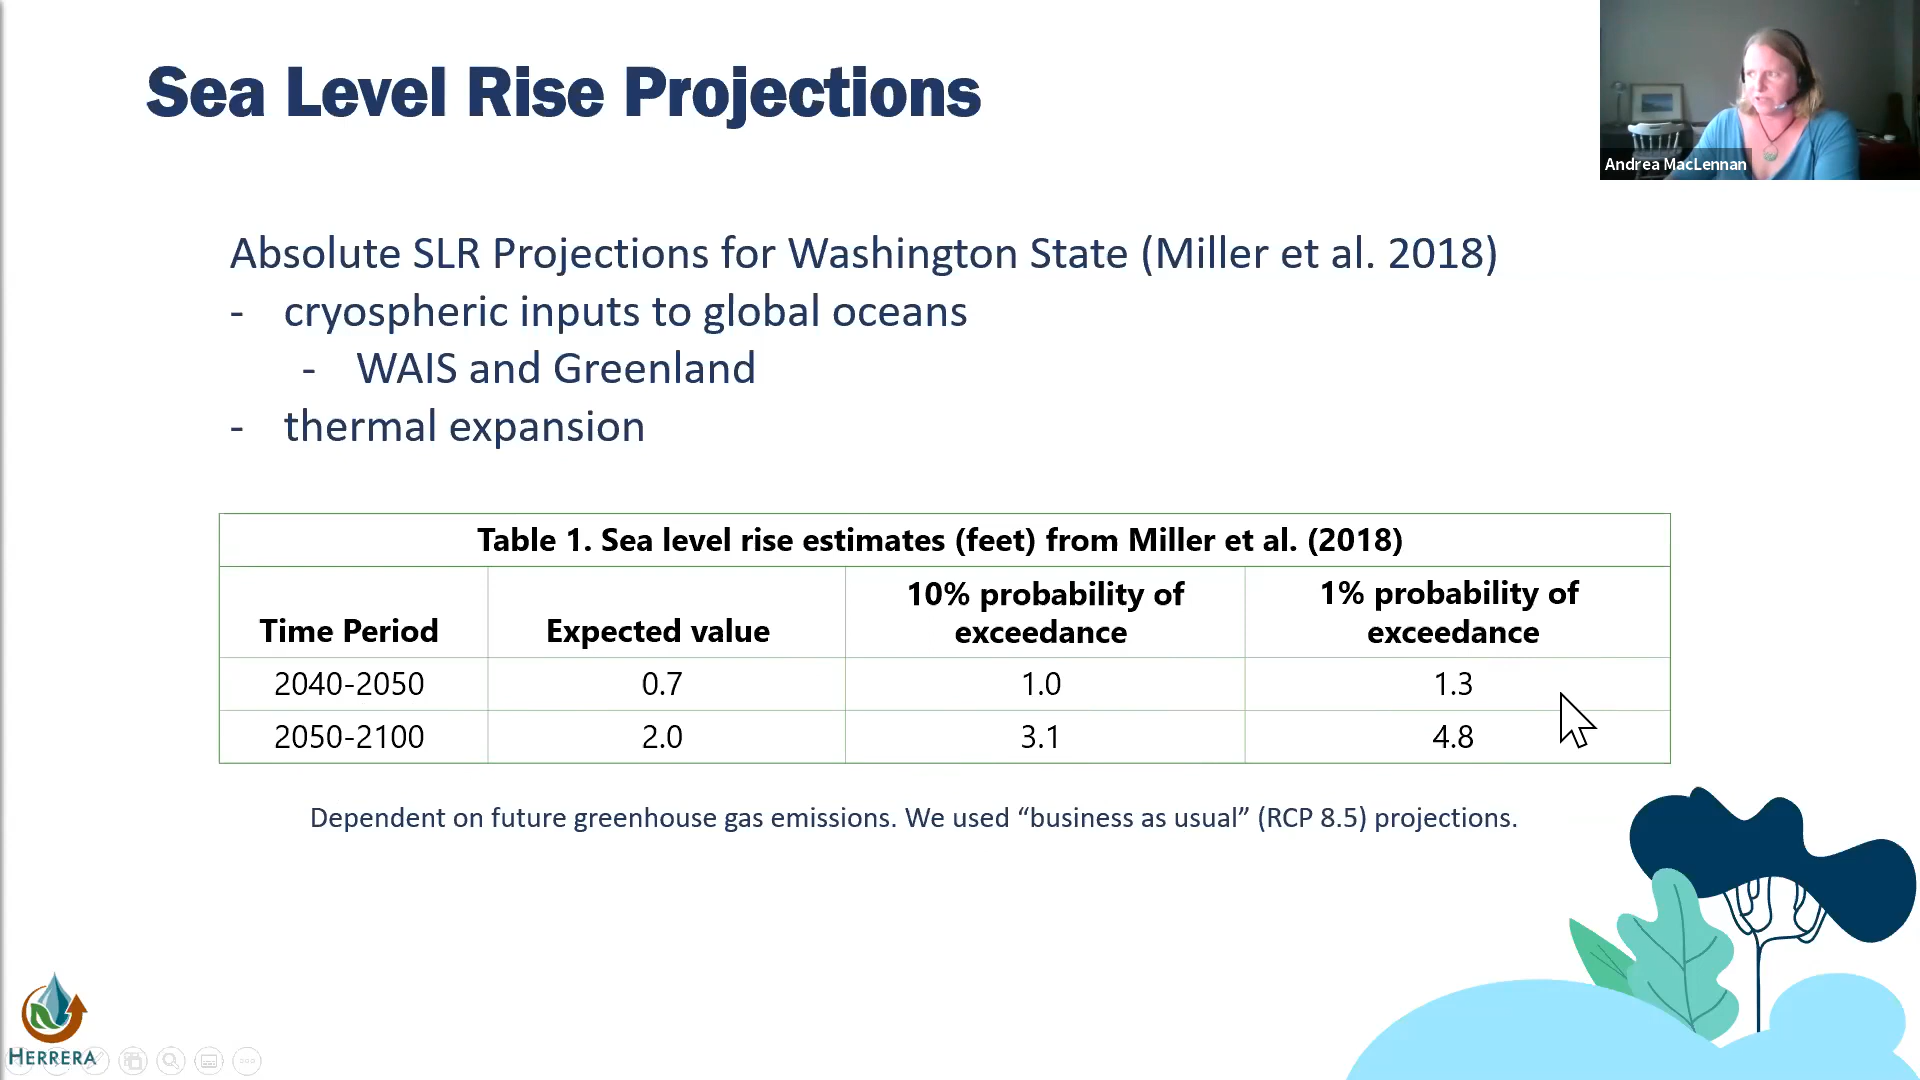 Sea Level Rise Projections
Andrea MacLennan
Absolute SLR Projections for Washington State (Miller et al. 2018)
- cryospheric inputs to global oceans
- WAIS and Greenland
- thermal expansion
Table 1. Sea level rise estimates (feet) from Miller et al. (2018)
Time Period Expected value 10% probability of exceedance 1% probability of exceedance
2040-2050 0.7 1.0 1.3
2050-2100 2.0 3.1 4.8
Dependent on future greenhouse gas emissions. We used “business as usual” (RCP 8.5) projections.
HERRERA